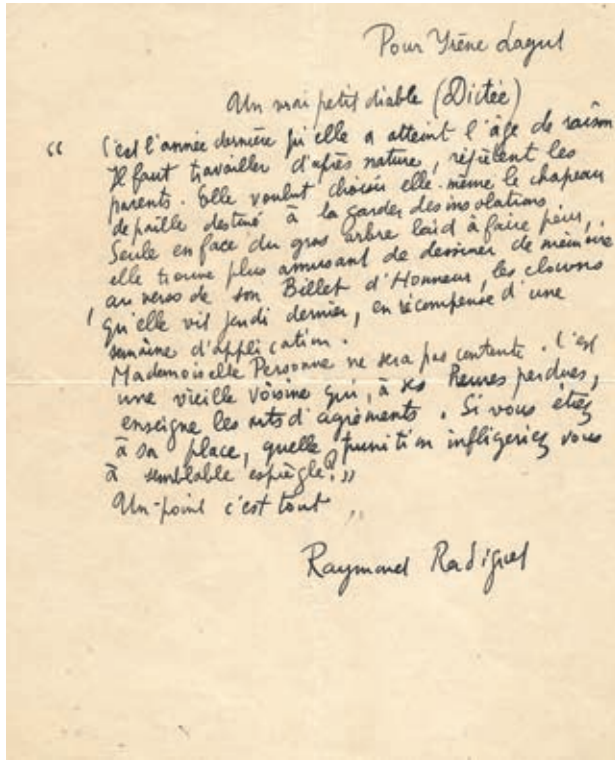 Pour Irène Lagut
Un vrai petit diable (Dictée)
“ C'est l'année dernière qu'elle a atteint l'âge de raison
Il faut travailler d'après nature, répètent les
parents. Elle voulut choisir elle-même le chapeau
de paille destiné à la garder des insolations.
Seule en face du gros arbre laid à faire peur,
elle trouve plus amusant de dessiner de mémoire
au verso de son Billet d'Honneur, les clowns
qu'elle vit jeudi dernier, en récompense d'une
semaine d'application.
Mademoiselle Personne ne sera pas contente. C'est
une vieille voisine qui, à ses heures perdues,
enseigne les arts d'agréments. Si vous étiez
à sa place, quelle punition infligeriez vous
à semblable espiègle? ”
Un point c'est tout ”
Raymond Radiguet